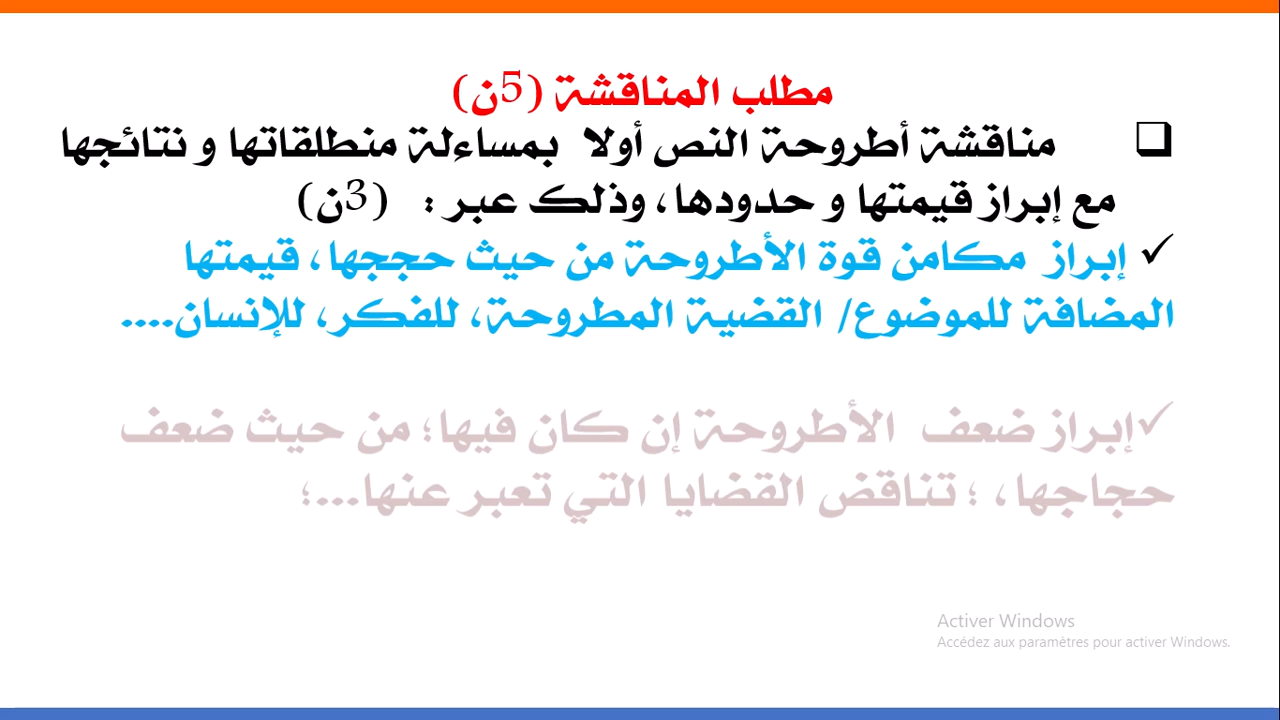 مطلب المناقشة (5ن)
مناقشة أطروحة النص أولا بمساءلة منطلقاتها و نتائجها
مع إبراز قيمتها و حدودها، وذلك عبر : (3ن)
إبراز مكامن قوة الأطروحة من حيث حججها، قيمتها
المضافة للموضوع/ القضية المطروحة، للفكر، للإنسان....
إبراز ضعف الأطروحة إن كان فيها؛ من حيث ضعف
حجاجها، ؛ تناقض القضايا التي تعبر عنها...؛
Activer Windows
Accédez aux paramètres pour activer Windows.